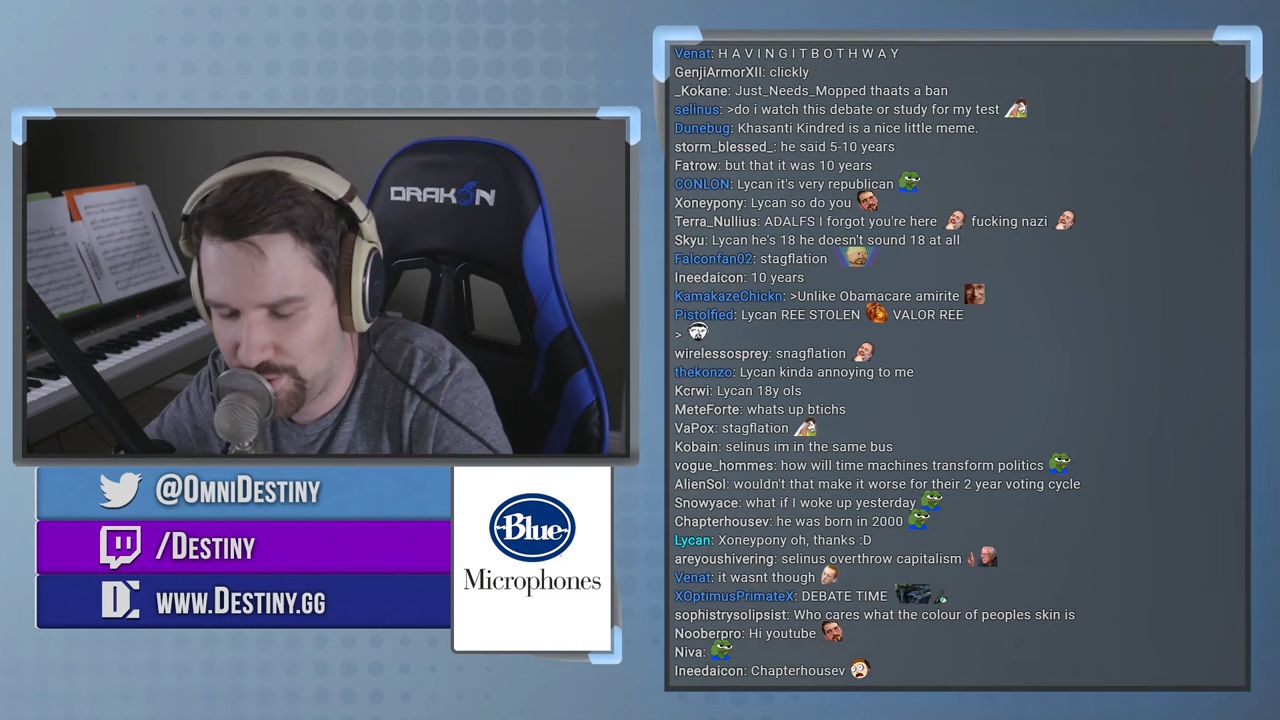 DRAKON
@OmniDestiny
/Destiny
www.Destiny.gg
Blue
Microphones
Venat: H A V I N G I T B O T H W A Y
GenjiArmorXII: clickly
_Kokane: Just_Needs_Mopped thaats a ban
selinus: >do i watch this debate or study for my test
Dunebug: Khasanti Kindred is a nice little meme.
storm_blessed_: he said 5-10 years
Fatrow: but that it was 10 years
CONLON: Lycan it's very republican
Xoneypony: Lycan so do you
Terra_Nullius: ADALFS I forgot you're here fucking nazi
Skyu: Lycan he's 18 he doesn't sound 18 at all
Falconfan02: stagflation
Ineedaicon: 10 years
KamakazeChickn: >Unlike Obamacare amirite
Pistolfied: Lycan REE STOLEN VALOR REE
>
wirelessosprey: snagflation
thekonzo: Lycan kinda annoying to me
Kcrwi: Lycan 18y ols
MeteForte: whats up btichs
VaPox: stagflation
Kobain: selinus im in the same bus
vogue_hommes: how will time machines transform politics
AlienSol: wouldn't that make it worse for their 2 year voting cycle
Snowyace: what if I woke up yesterday
Chapterhousev: he was born in 2000
Lycan: Xoneypony oh, thanks :D
areyoushivering: selinus overthrow capitalism
Venat: it wasnt though
XOptimusPrimateX: DEBATE TIME
sophistrysolipsist: Who cares what the colour of peoples skin is
Nooberpro: Hi youtube
Niva:
Ineedaicon: Chapterhousev